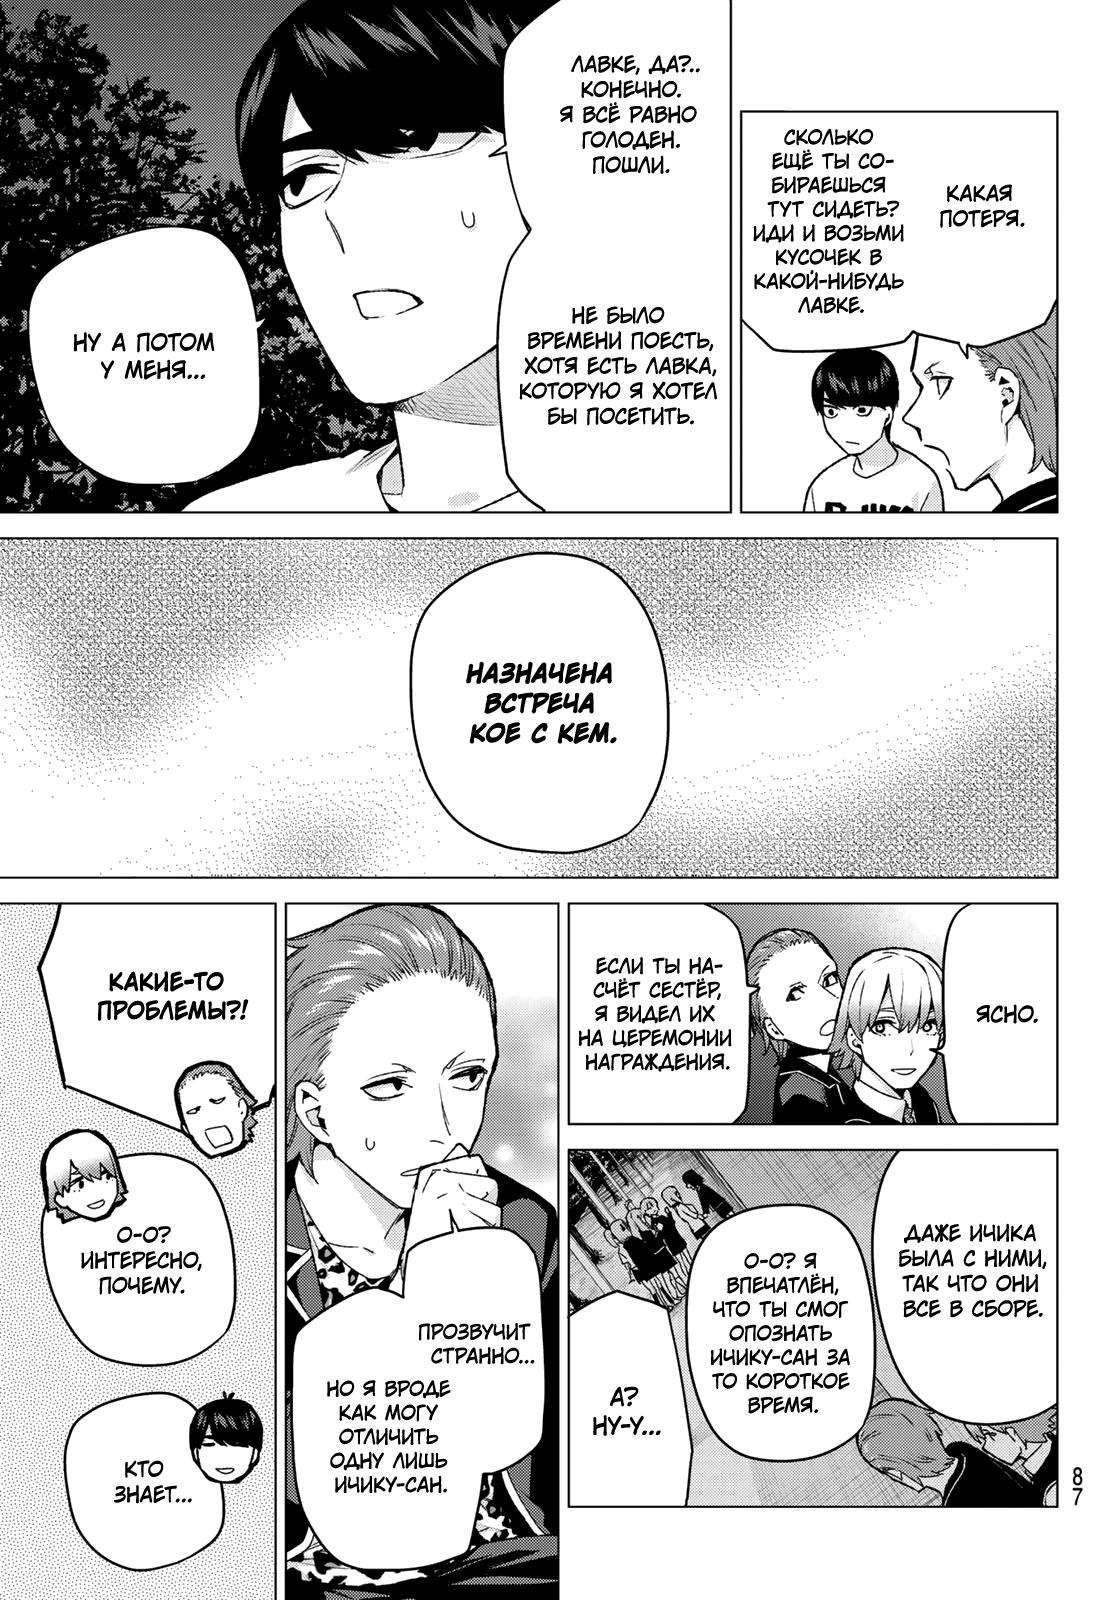 КАКАЯ
ПОТЕРЯ.
СКОЛЬКО
ЕЩЁ ТЫ СО-
БИРАЕШЬСЯ
ТУТ СИДЕТЬ?
ИДИ И ВОЗЬМИ
КУСОЧЕК В
КАКОЙ-НИБУДЬ
ЛАВКЕ.
ЛАВКЕ, ДА?..
КОНЕЧНО.
Я ВСЁ РАВНО
ГОЛОДЕН.
ПОШЛИ.
НЕ БЫЛО
ВРЕМЕНИ ПОЕСТЬ,
ХОТЯ ЕСТЬ ЛАВКА,
КОТОРУЮ Я ХОТЕЛ
БЫ ПОСЕТИТЬ.
НУ А ПОТОМ
У МЕНЯ...
НАЗНАЧЕНА
ВСТРЕЧА
КОЕ С КЕМ.
ЯСНО.
ЕСЛИ ТЫ НА-
СЧЁТ СЕСТЁР,
Я ВИДЕЛ ИХ
НА ЦЕРЕМОНИИ
НАГРАЖДЕНИЯ.
ДАЖЕ ИЧИКА
БЫЛА С НИМИ,
ТАК ЧТО ОНИ
ВСЕ В СБОРЕ.
О-О? Я
ВПЕЧАТЛЁН,
ЧТО ТЫ СМОГ
ОПОЗНАТЬ
ИЧИКУ-САН ЗА
ТО КОРОТКОЕ
ВРЕМЯ.
А?
НУ-У...
ПРОЗВУЧИТ
СТРАННО...
НО Я ВРОДЕ
КАК МОГУ
ОТЛИЧИТЬ
ОДНУ ЛИШЬ
ИЧИКУ-САН.
КАКИЕ-ТО
ПРОБЛЕМЫ?!
О-О?
ИНТЕРЕСНО,
ПОЧЕМУ.
КТО
ЗНАЕТ...
87